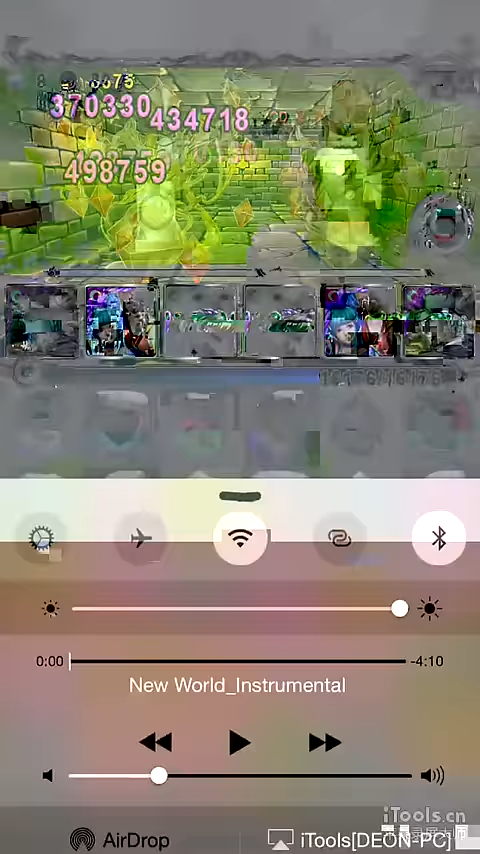 370330
434718
498759
0:00
-4:10
New World_Instrumental
iTools.cn
AirDrop
iTools[DEON-PC]